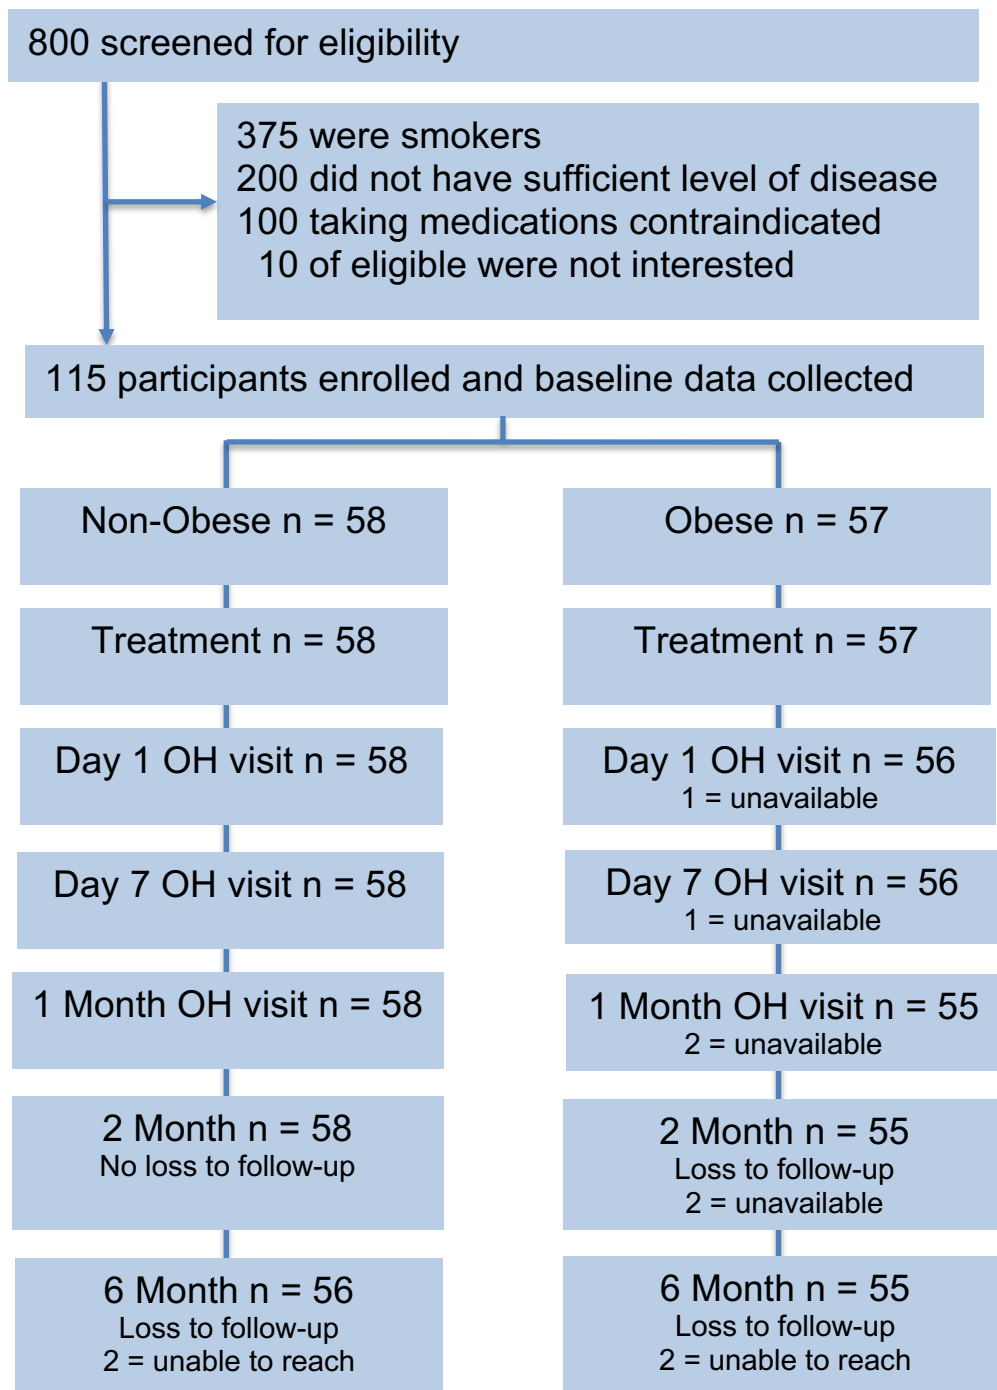 800 screened for eligibility
375 were smokers
200 did not have sufficient level of disease
100 taking medications contraindicated
10 of eligible were not interested
115 participants enrolled and baseline data collected
Non-Obese n = 58
Obese n = 57
Treatment n = 58
Treatment n = 57
Day 1 OH visit n = 58
Day 1 OH visit n = 56
1 = unavailable
Day 7 OH visit n = 58
Day 7 OH visit n = 56
1 = unavailable
1 Month OH visit n = 58
1 Month OH visit n = 55
2 = unavailable
2 Month n = 58
No loss to follow-up
2 Month n = 55
Loss to follow-up
2 = unavailable
6 Month n = 56
Loss to follow-up
2 = unable to reach
6 Month n = 55
Loss to follow-up
2 = unable to reach